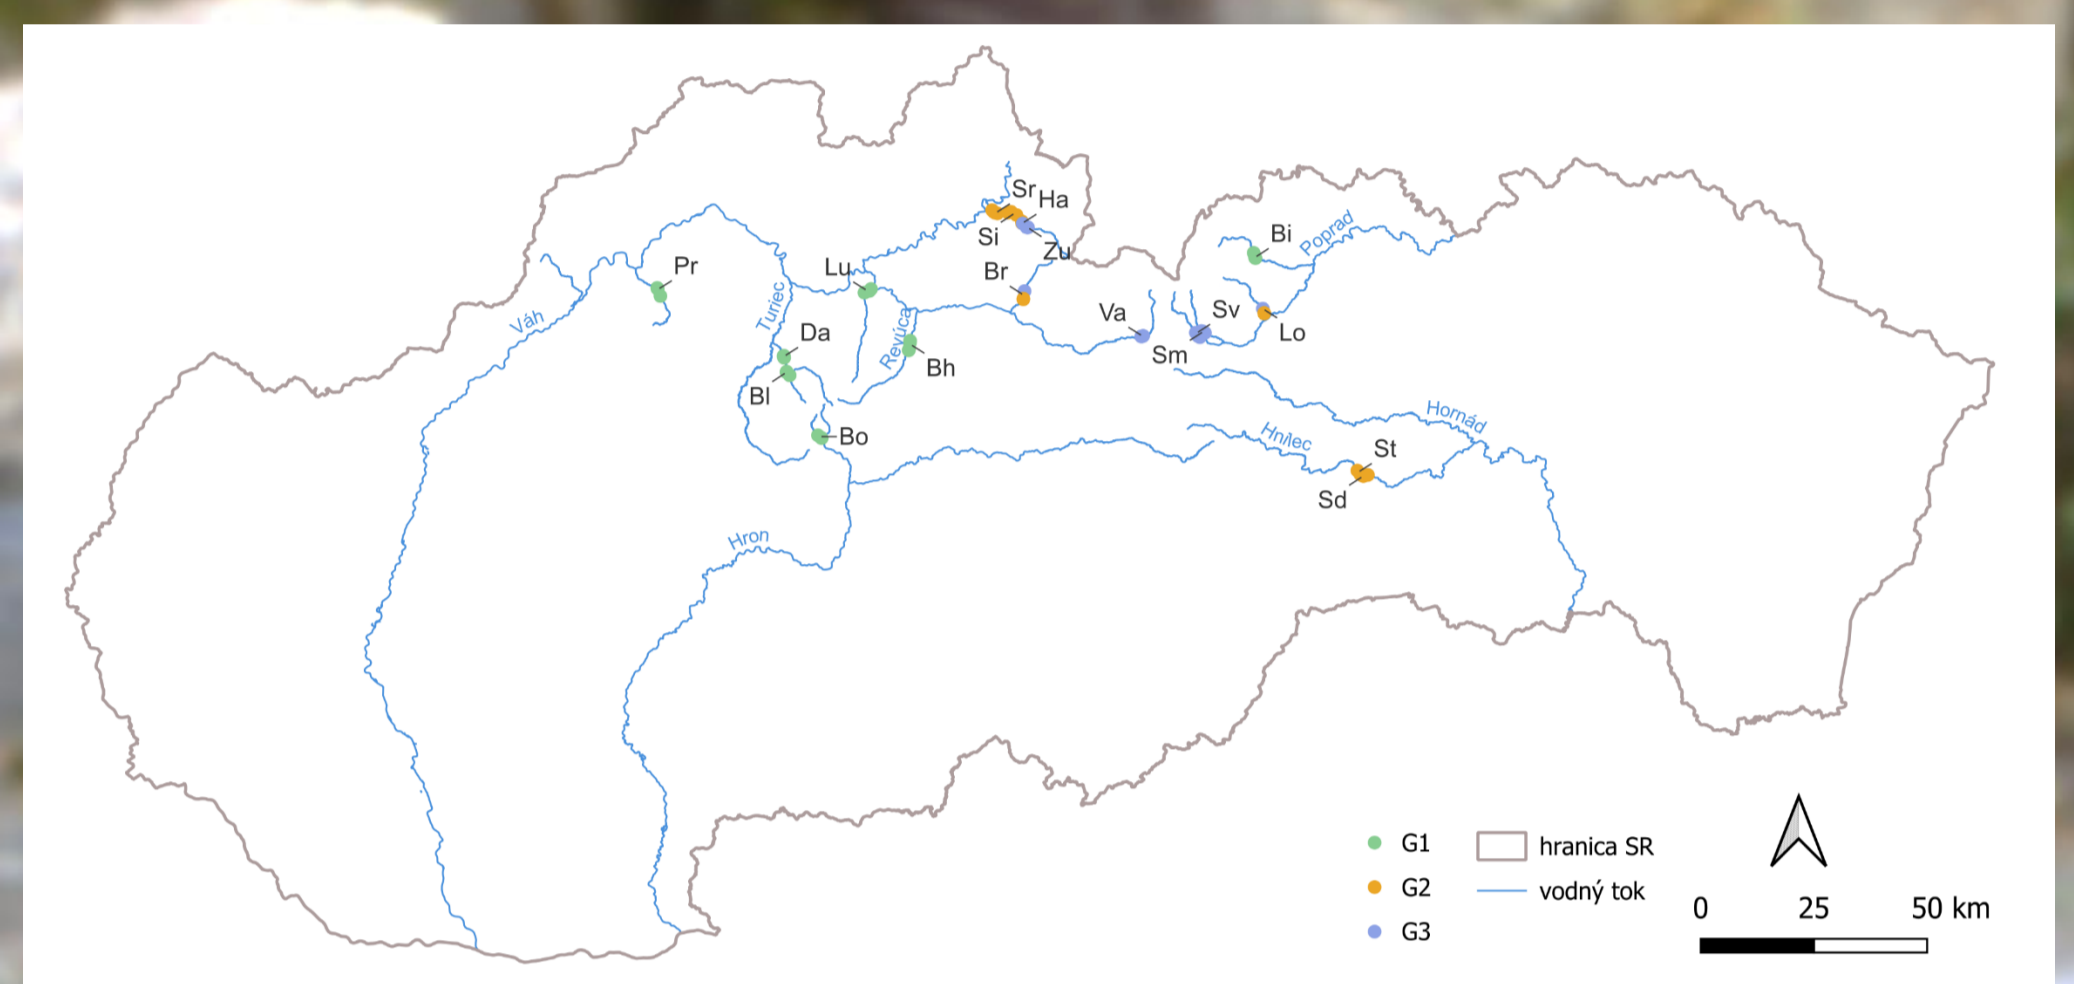 Sr
Ha
Si
Zu
Bi
Poprad
Pr
Lu
Br
Váh
Turiec
Revúca
Va
Sv
Lo
Sm
Da
Bh
Bl
Bo
Hornád
Hnilec
St
Sd
Hron
G1
G2
G3
hranica SR
vodný tok
0 25 50 km